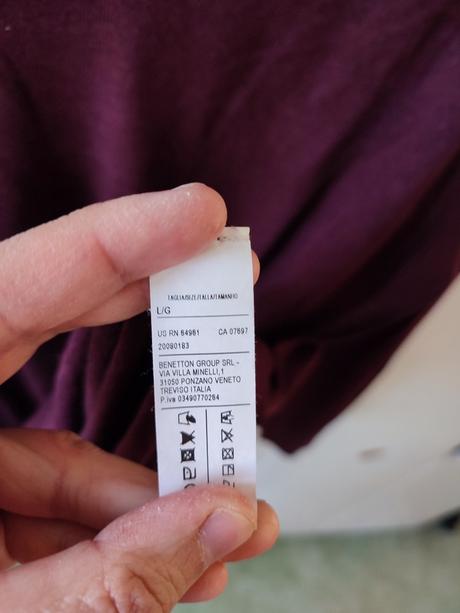 TAGLIA/SIZE/TALLA/TAMANHO
L/G
US RN 64981 CA 07697
20090183
BENETTON GROUP SRL -
VIA VILLA MINELLI,1
31050 PONZANO VENETO
TREVISO ITALIA
P.iva 03490770264